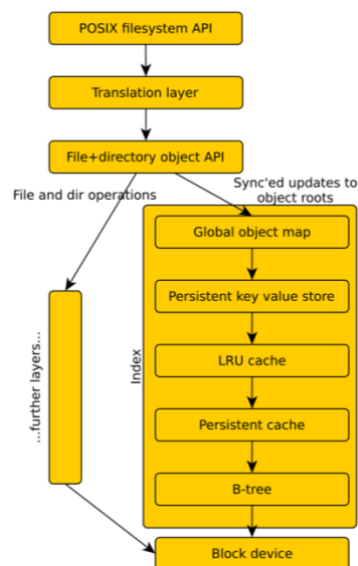 POSIX filesystem API
Translation layer
File+directory object API
File and dir operations
Sync'ed updates to
object roots
Global object map
Persistent key value store
LRU cache
Persistent cache
B-tree
Index
...further layers...
Block device